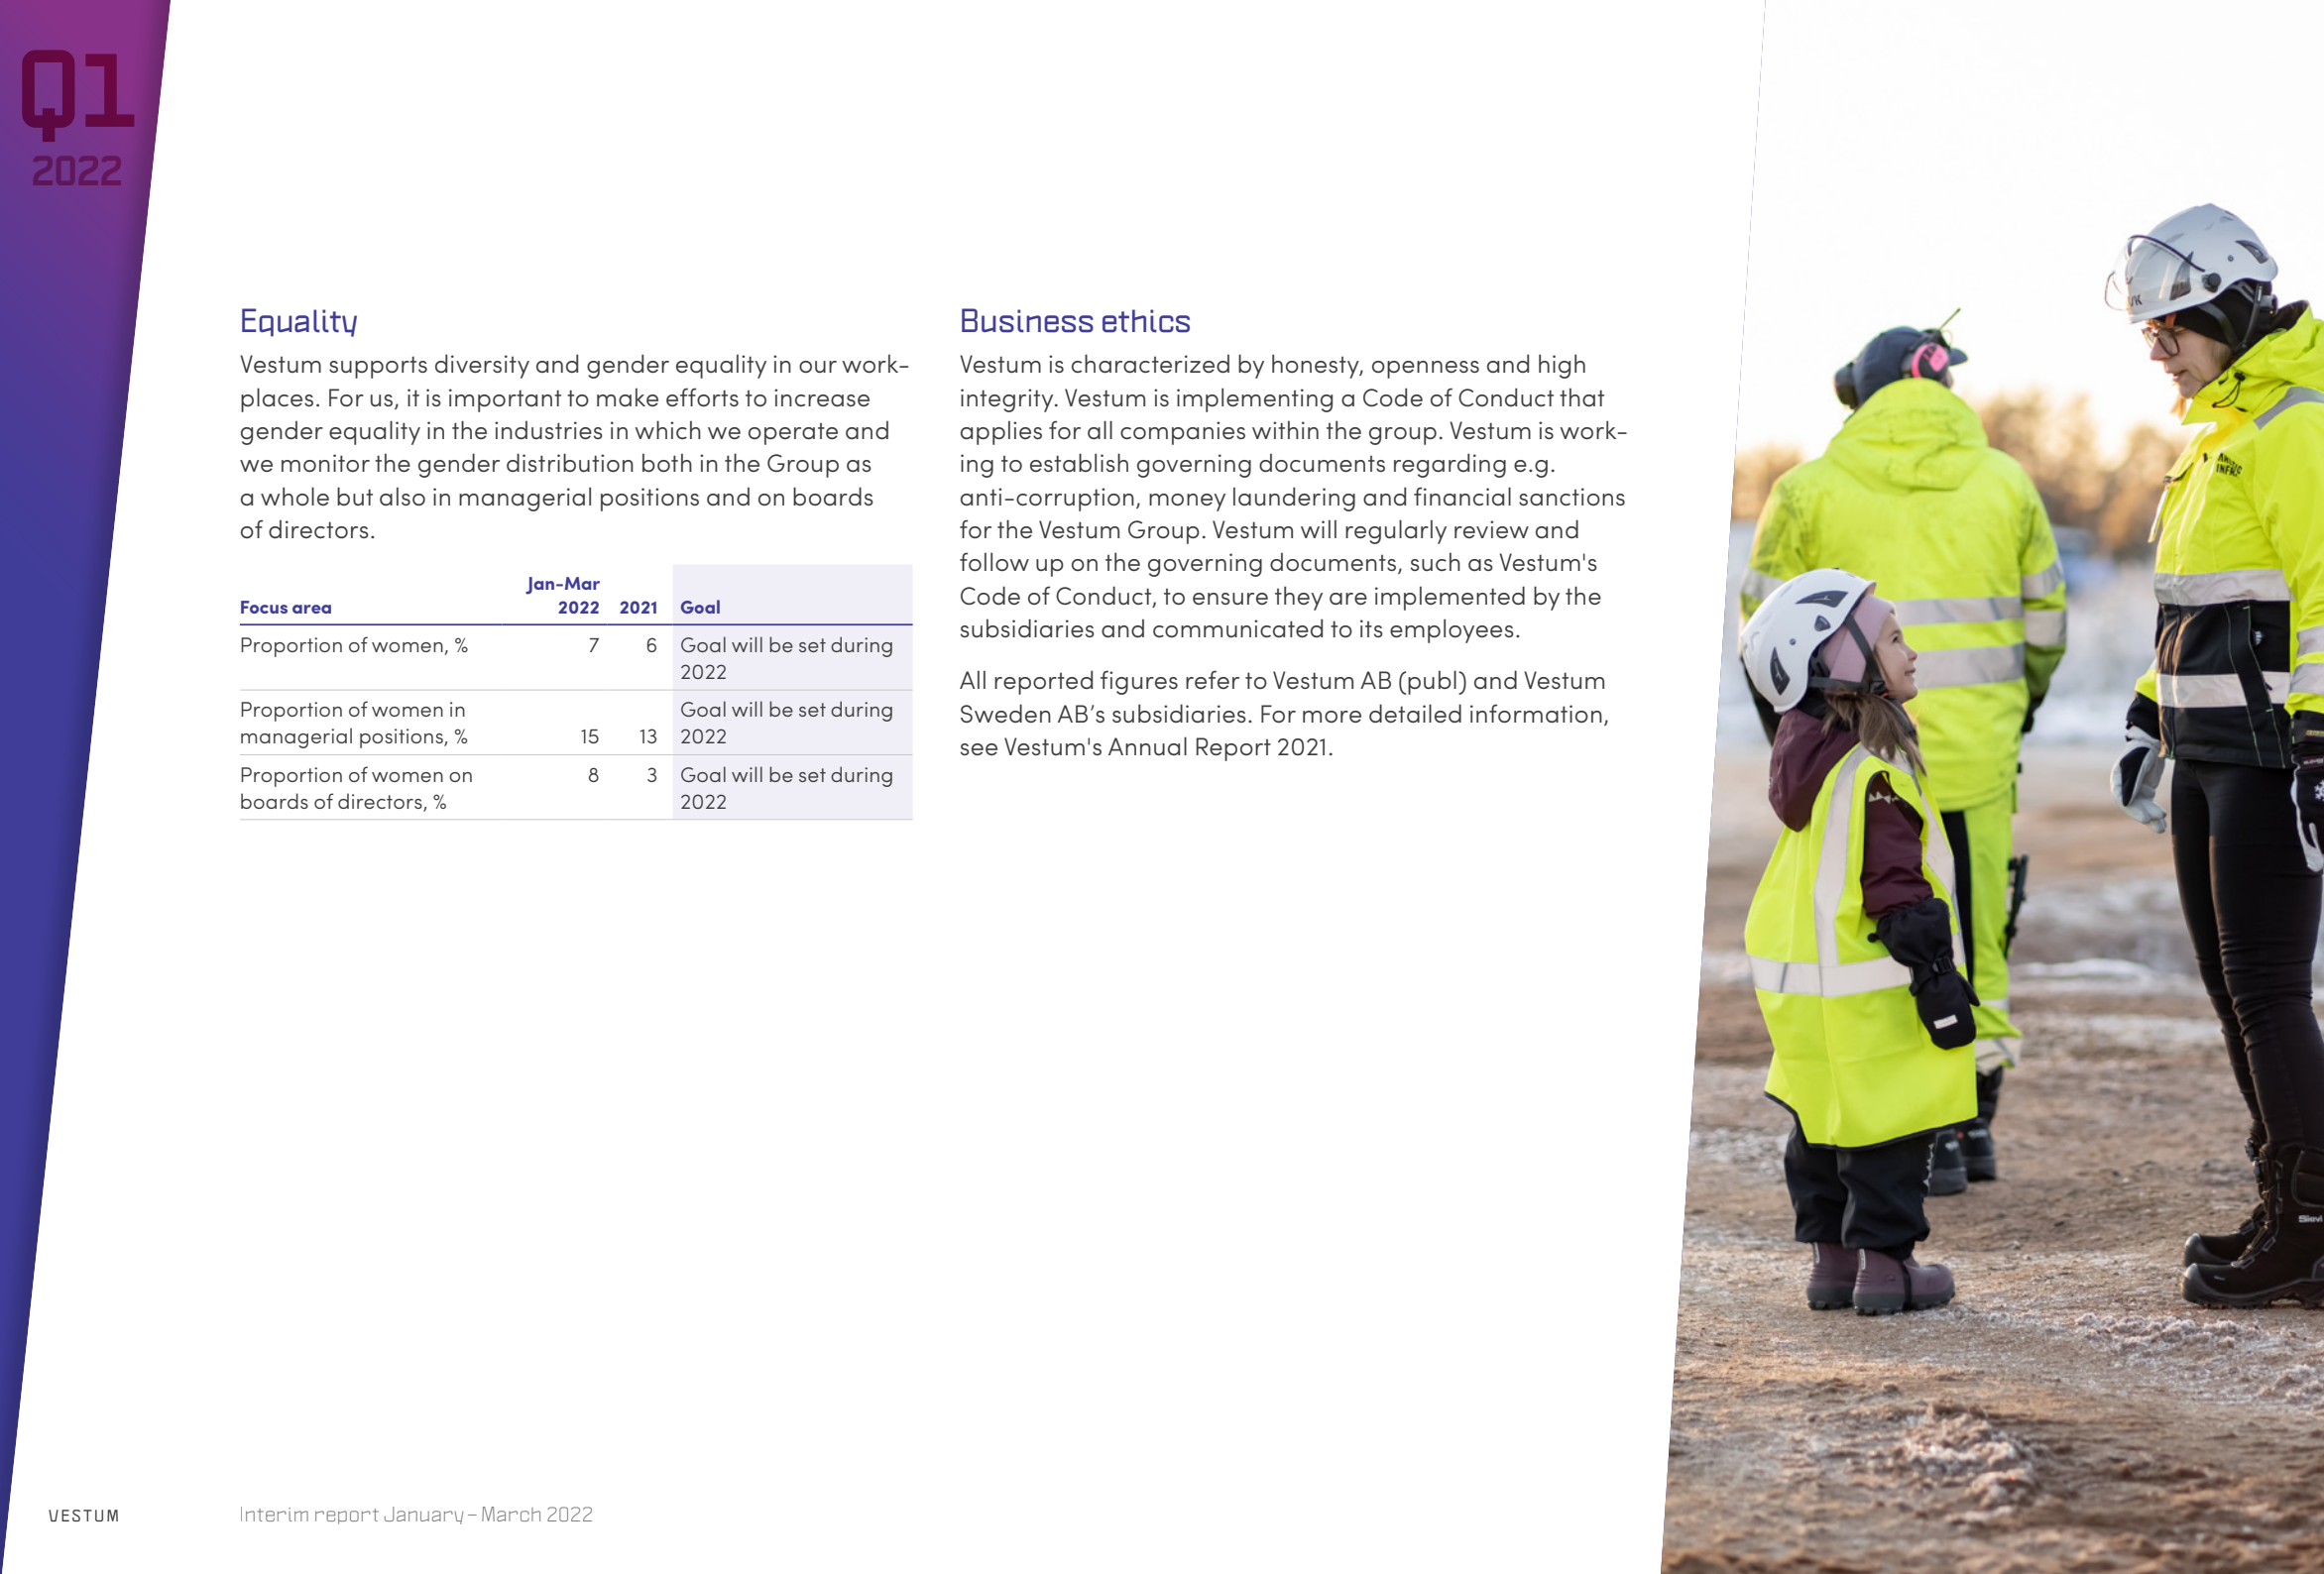 Q1
2022
Equality
Vestum supports diversity and gender equality in our work-
places. For us, it is important to make efforts to increase
gender equality in the industries in which we operate and
we monitor the gender distribution both in the Group as
a whole but also in managerial positions and on boards
of directors.
Jan-Mar
Focus area 2022 2021 Goal
Proportion of women, % 7 6 Goal will be set during
2022
Proportion of women in Goal will be set during
managerial positions, % 15 13 2022
Proportion of women on 8 3 Goal will be set during
boards of directors, % 2022
Business ethics
Vestum is characterized by honesty, openness and high
integrity. Vestum is implementing a Code of Conduct that
applies for all companies within the group. Vestum is work-
ing to establish governing documents regarding e.g.
anti-corruption, money laundering and financial sanctions
for the Vestum Group. Vestum will regularly review and
follow up on the governing documents, such as Vestum's
Code of Conduct, to ensure they are implemented by the
subsidiaries and communicated to its employees.
All reported figures refer to Vestum AB (publ) and Vestum
Sweden AB’s subsidiaries. For more detailed information,
see Vestum's Annual Report 2021.
VESTUM
Interim report January – March 2022